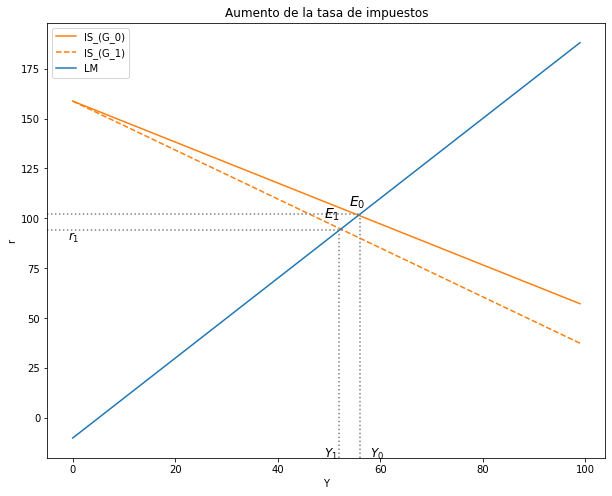 Aumento de la tasa de impuestos
IS_(G_0)
IS_(G_1)
LM
175
150
125
100
75
50
25
0
r
E₀
E₁
r₁
Y₁
Y₀
0
20
40
60
80
100
Y